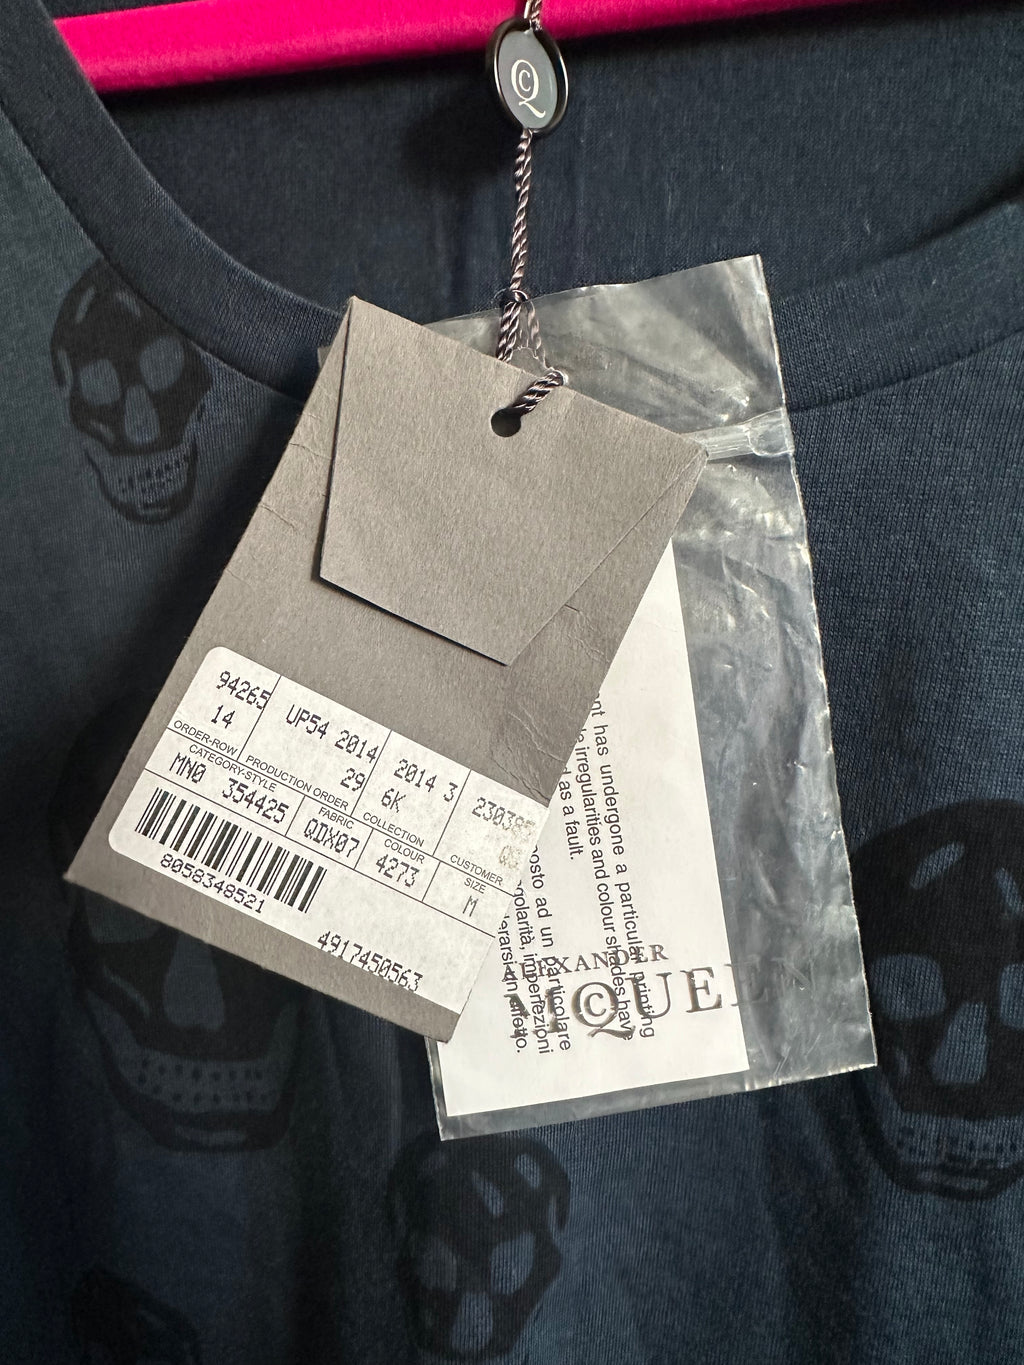 94265
14
ORDER-ROW
UP54 2014
29
PRODUCTION ORDER
2014 3
6K
COLLECTION
CUSTOMER
CATEGORY-STYLE
MN0 354425
FABRIC
QIX07
COLOUR
4273
SIZE
M
8058348521
4917450563
has undergone a particular printing
irregularities and colour shades have
as a fault.
ad un particolare
imperfezioni
McQUEEN